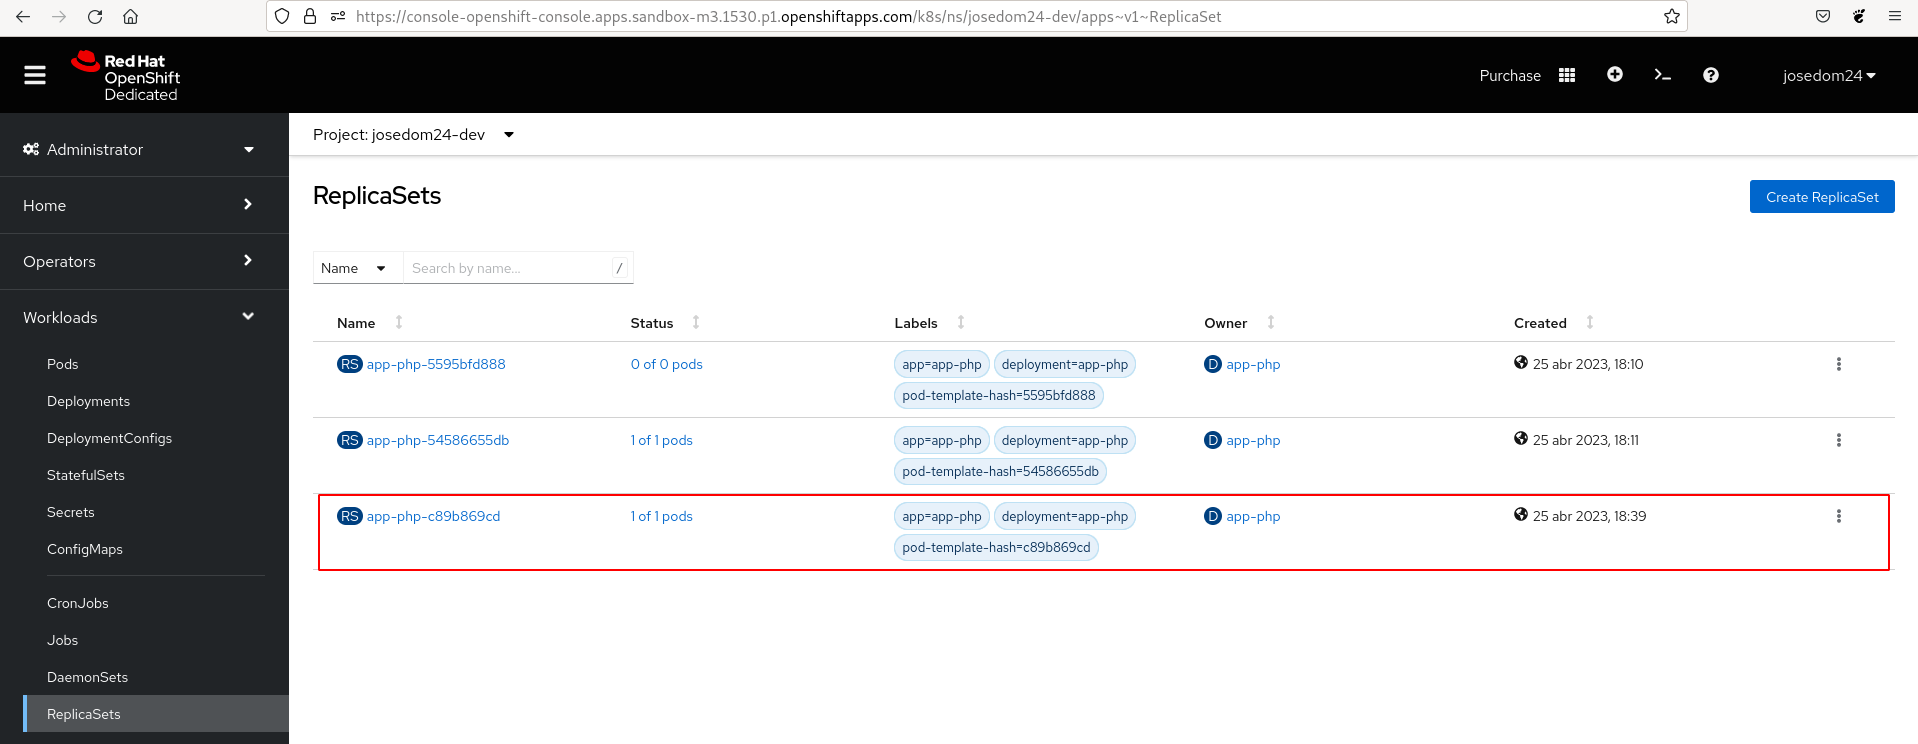 https://console-openshift-console.apps.sandbox-m3.1530.p1.openshiftapps.com/k8s/ns/josedom24-dev/apps~v1~ReplicaSet
Red Hat
OpenShift
Dedicated
Purchase
josedom24
Administrator
Home
Operators
Workloads
Pods
Deployments
DeploymentConfigs
StatefulSets
Secrets
ConfigMaps
CronJobs
Jobs
DaemonSets
ReplicaSets
Project: josedom24-dev
ReplicaSets
Create ReplicaSet
Name Search by name... /
Name Status Labels Owner Created
RS app-php-5595bfd888 0 of 0 pods app=app-php deployment=app-php D app-php 25 abr 2023, 18:10
pod-template-hash=5595bfd888
RS app-php-54586655db 1 of 1 pods app=app-php deployment=app-php D app-php 25 abr 2023, 18:11
pod-template-hash=54586655db
RS app-php-c89b869cd 1 of 1 pods app=app-php deployment=app-php D app-php 25 abr 2023, 18:39
pod-template-hash=c89b869cd